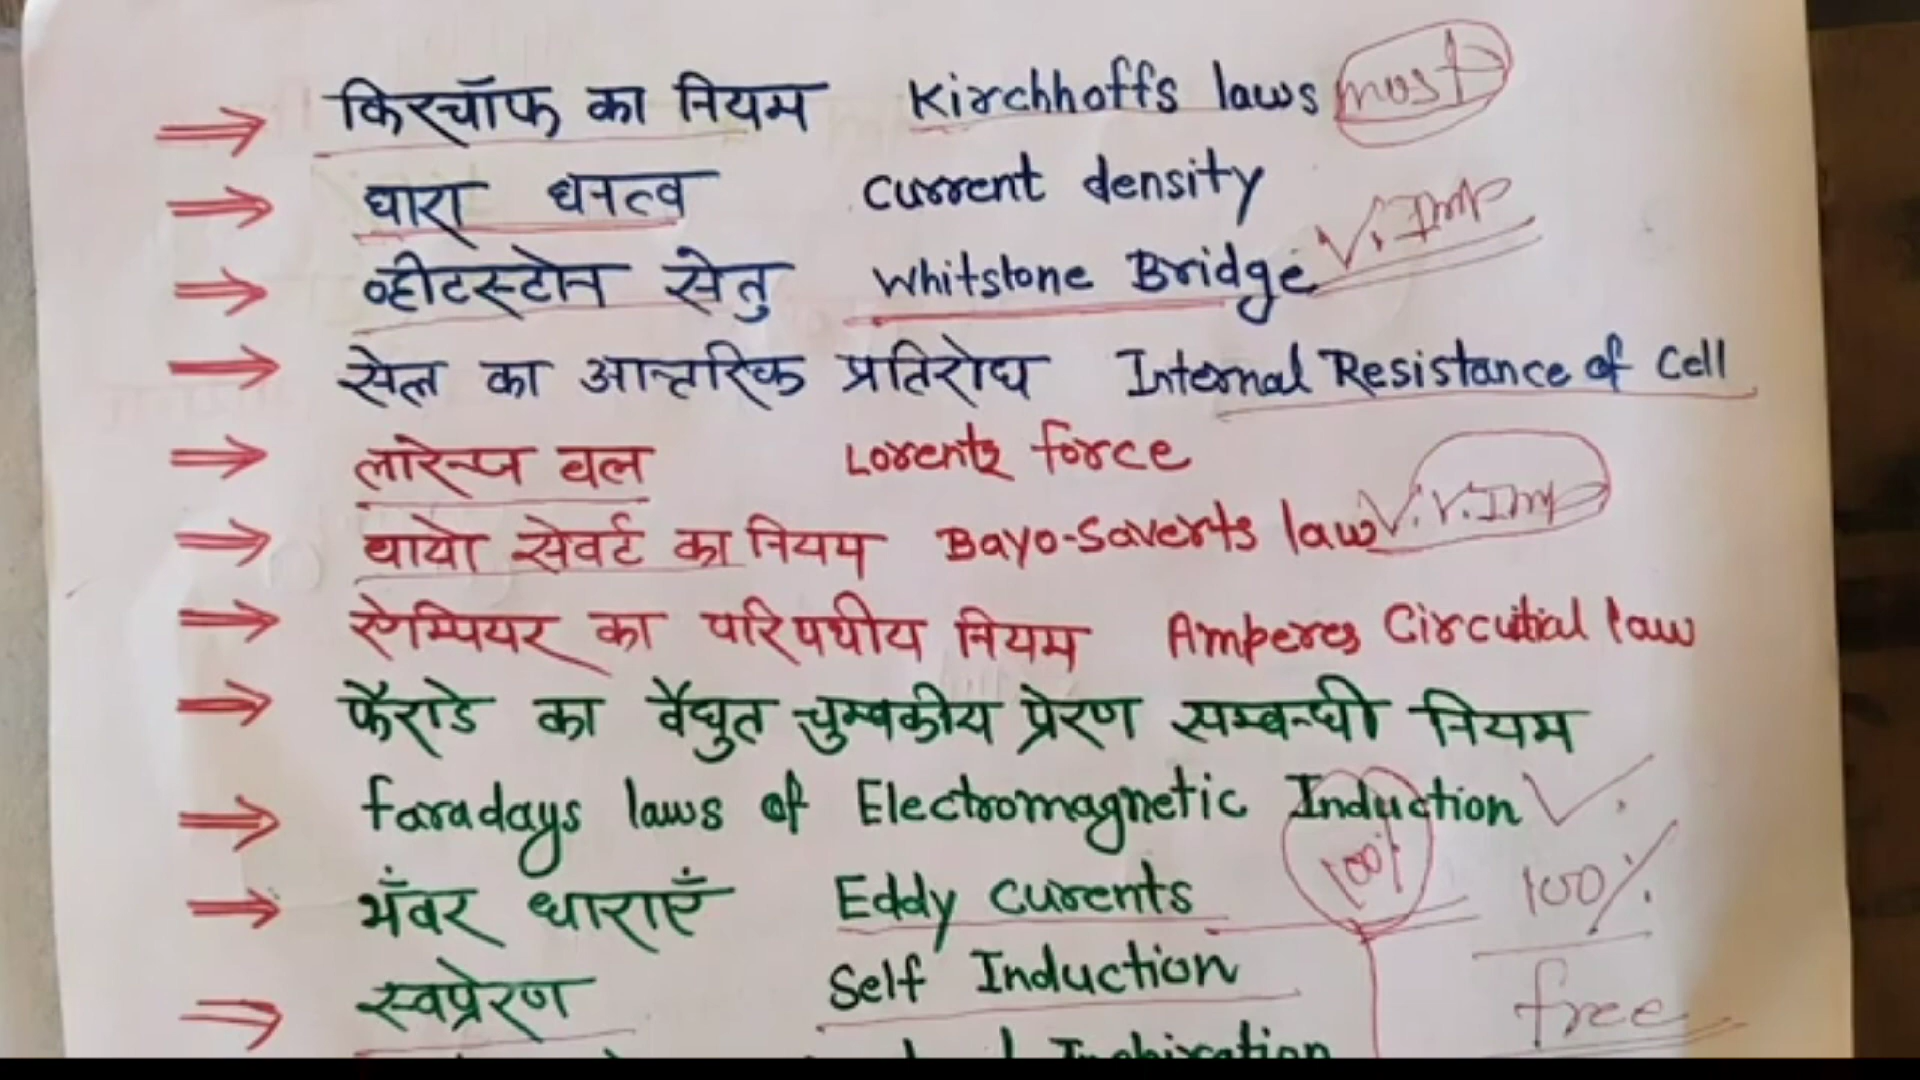 किरचॉफ का नियम Kirchhoffs laws most
धारा घनत्व Current density
व्हीटस्टोन सेतु Whitstone Bridge V. Imp
सेल का आन्तरिक प्रतिरोध Internal Resistance of Cell
लारेन्ज बल Lorentz force
बायो सेवर्ट का नियम Bayo-Saverts law V.V.Imp
ऐम्पियर का परिपथीय नियम Amperes Circuitial law
फैराडे का वैद्युत चुम्बकीय प्रेरण सम्बन्धी नियम
faradays laws of Electromagnetic Induction
भँवर धाराएँ Eddy Curents 100% 100%
स्वप्रेरण Self Induction free